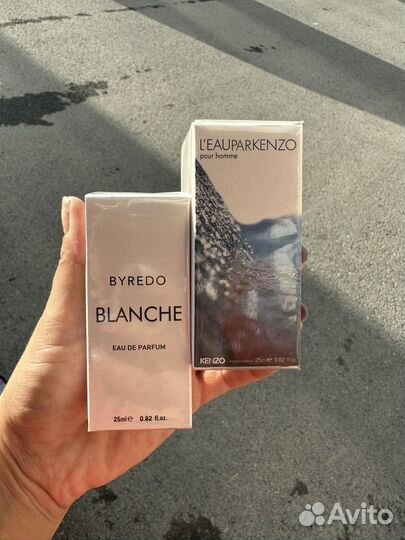 L'EAUPARKENZO
pour homme
KENZO
25ml e 0.82 fl. oz.
BYREDO
BLANCHE
EAU DE PARFUM
25ml e 0.82 fl.oz.
Avito